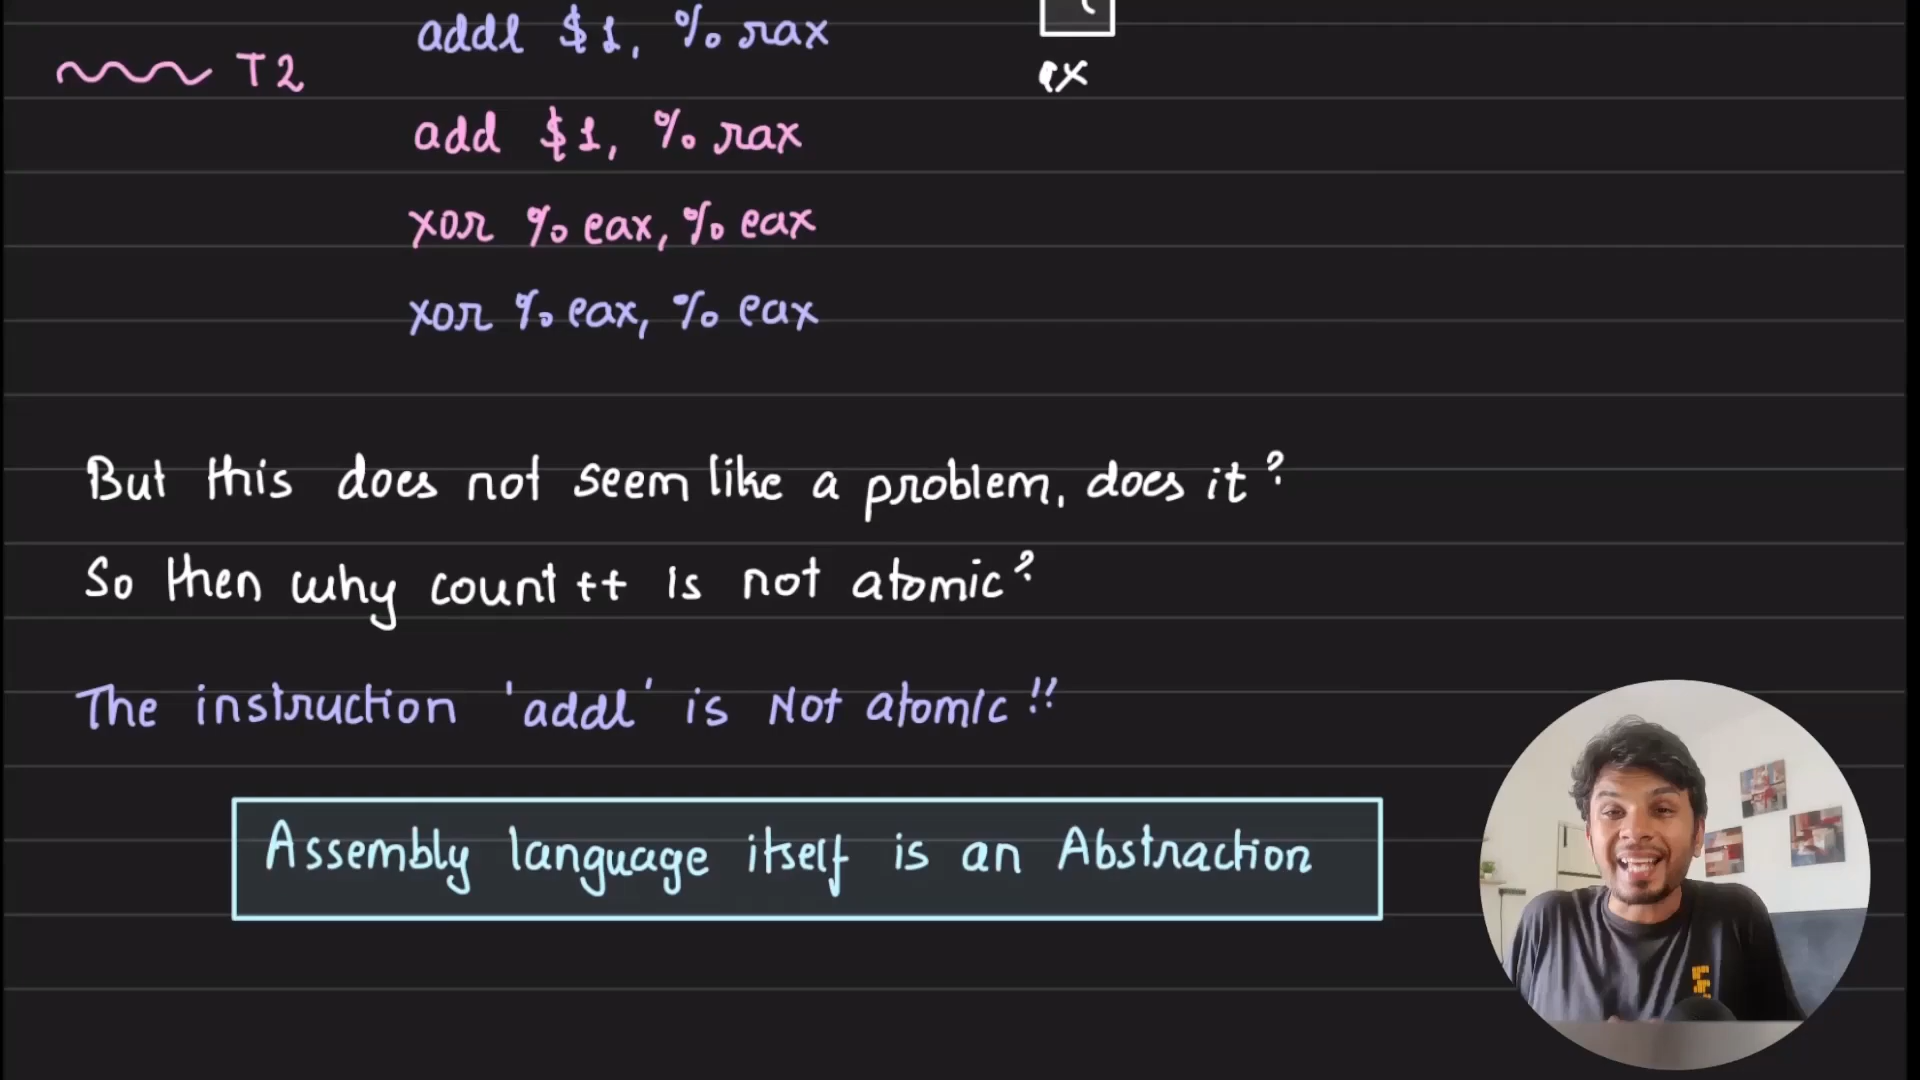 addl $1, % rax
~~~ T2
ex
add $1, % rax
xor % eax, % eax
xor % eax, % eax
But this does not seem like a problem, does it?
So then why count ++ is not atomic?
The instruction 'addl' is Not atomic !!
Assembly language itself is an Abstraction